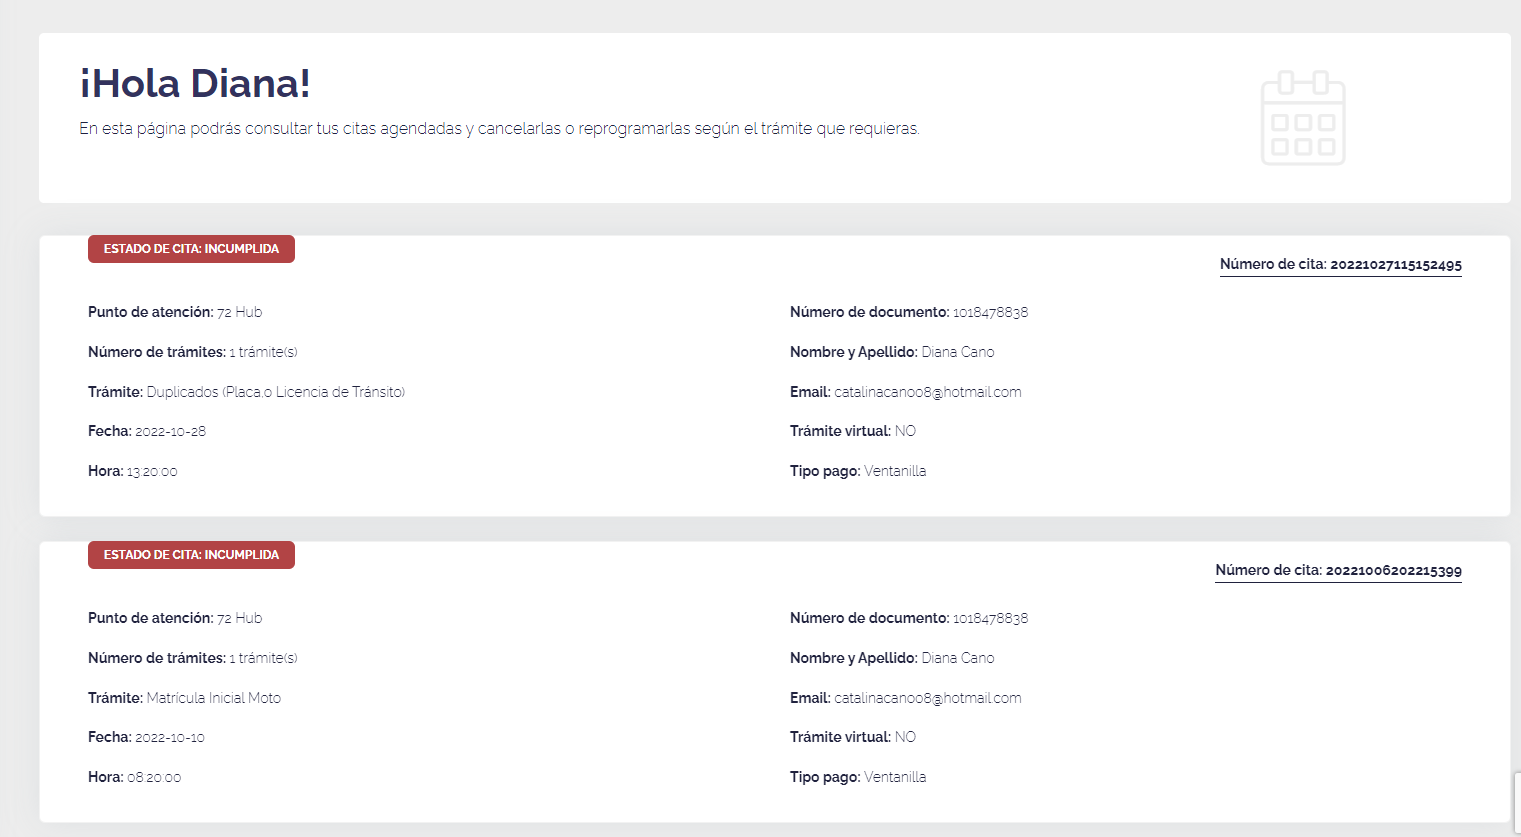 ¡Hola Diana!
En esta página podrás consultar tus citas agendadas y cancelarlas o reprogramarlas según el trámite que requieras.
ESTADO DE CITA: INCUMPLIDA
Número de cita: 20221027115152495
Punto de atención: 72 Hub
Número de documento: 1018478838
Número de trámites: 1 trámite(s)
Nombre y Apellido: Diana Cano
Trámite: Duplicados (Placa,o Licencia de Tránsito)
Email: catalinacano08@hotmail.com
Fecha: 2022-10-28
Trámite virtual: NO
Hora: 13:20:00
Tipo pago: Ventanilla
ESTADO DE CITA: INCUMPLIDA
Número de cita: 20221006202215399
Punto de atención: 72 Hub
Número de documento: 1018478838
Número de trámites: 1 trámite(s)
Nombre y Apellido: Diana Cano
Trámite: Matrícula Inicial Moto
Email: catalinacano08@hotmail.com
Fecha: 2022-10-10
Trámite virtual: NO
Hora: 08:20:00
Tipo pago: Ventanilla